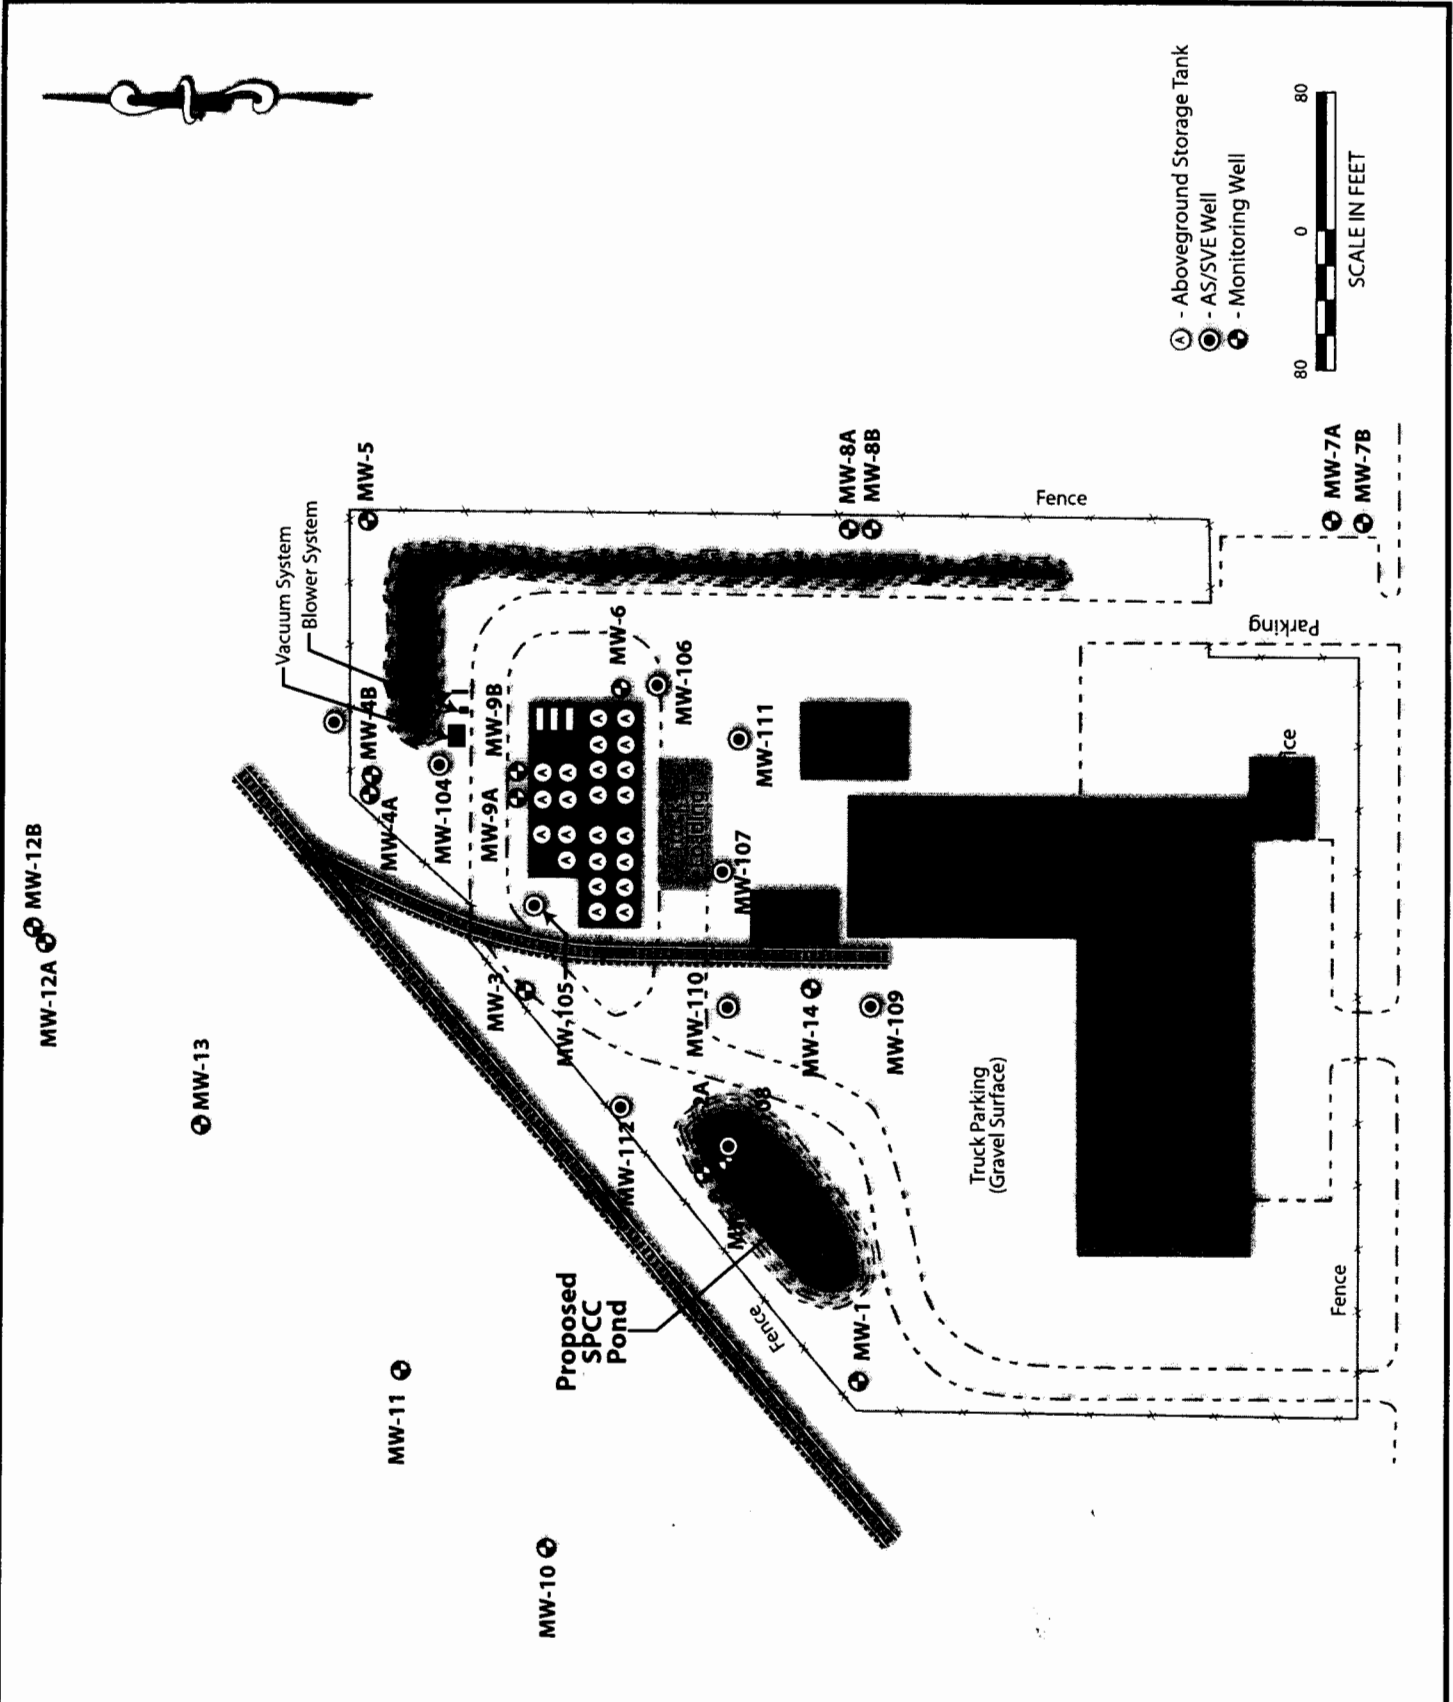 MW-12A
MW-12B
MW-13
MW-11
MW-10
Vacuum System
Blower System
MW-5
MW-4B
MW-4A
MW-104
MW-9B
MW-9A
MW-6
MW-106
MW-111
MW-107
MW-3
MW-105
MW-110
MW-14
MW-109
MW-112
2A
08
Proposed
SPCC
Pond
Fence
MW-1
Truck Parking
(Gravel Surface)
Fence
MW-8A
MW-8B
Fence
Parking
ice
MW-7A
MW-7B
A - Aboveground Storage Tank
- AS/SVE Well
- Monitoring Well
80 0 80
SCALE IN FEET
A A A A
A A A A
A A A A A A A
A A A A A A A